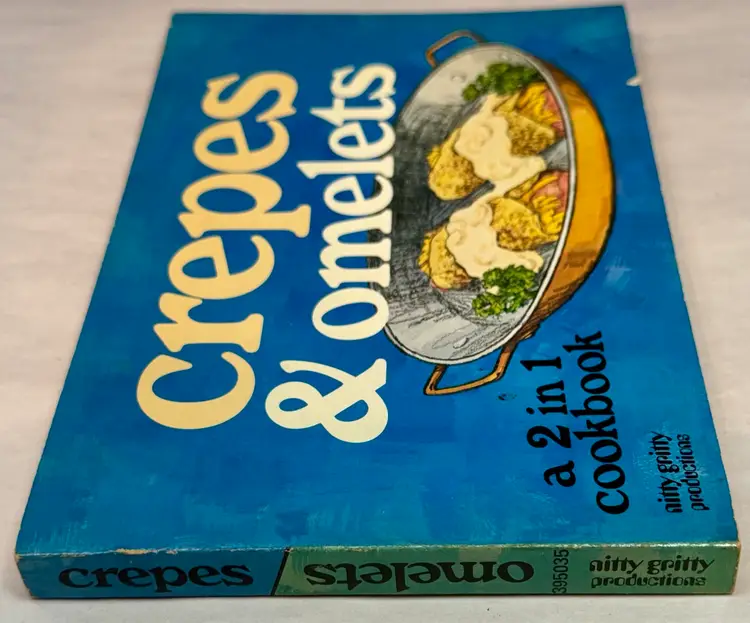 crepes
& omelets
a 2 in 1
cookbook
nitty gritty
productions
crepes
omelets
395035
nitty gritty
productions